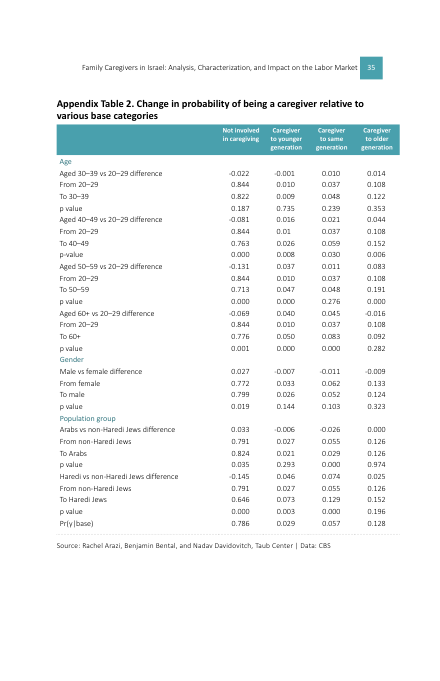 Family Caregivers in Israel: Analysis, Characterization, and Impact on the Labor Market 35
Appendix Table 2. Change in probability of being a caregiver relative to
various base categories
Not involved in caregiving Caregiver to younger generation Caregiver to same generation Caregiver to older generation
Age
Aged 30–39 vs 20–29 difference -0.022 -0.001 0.010 0.014
From 20–29 0.844 0.010 0.037 0.108
To 30–39 0.822 0.009 0.048 0.122
p value 0.187 0.735 0.239 0.353
Aged 40–49 vs 20–29 difference -0.081 0.016 0.021 0.044
From 20–29 0.844 0.01 0.037 0.108
To 40–49 0.763 0.026 0.059 0.152
p-value 0.000 0.008 0.030 0.006
Aged 50–59 vs 20–29 difference -0.131 0.037 0.011 0.083
From 20–29 0.844 0.010 0.037 0.108
To 50–59 0.713 0.047 0.048 0.191
p value 0.000 0.000 0.276 0.000
Aged 60+ vs 20–29 difference -0.069 0.040 0.045 -0.016
From 20–29 0.844 0.010 0.037 0.108
To 60+ 0.776 0.050 0.083 0.092
p value 0.001 0.000 0.000 0.282
Gender
Male vs female difference 0.027 -0.007 -0.011 -0.009
From female 0.772 0.033 0.062 0.133
To male 0.799 0.026 0.052 0.124
p value 0.019 0.144 0.103 0.323
Population group
Arabs vs non-Haredi Jews difference 0.033 -0.006 -0.026 0.000
From non-Haredi Jews 0.791 0.027 0.055 0.126
To Arabs 0.824 0.021 0.029 0.126
p value 0.035 0.293 0.000 0.974
Haredi vs non-Haredi Jews difference -0.145 0.046 0.074 0.025
From non-Haredi Jews 0.791 0.027 0.055 0.126
To Haredi Jews 0.646 0.073 0.129 0.152
p value 0.000 0.003 0.000 0.196
Pr(y|base) 0.786 0.029 0.057 0.128
Source: Rachel Arazi, Benjamin Bental, and Nadav Davidovitch, Taub Center | Data: CBS